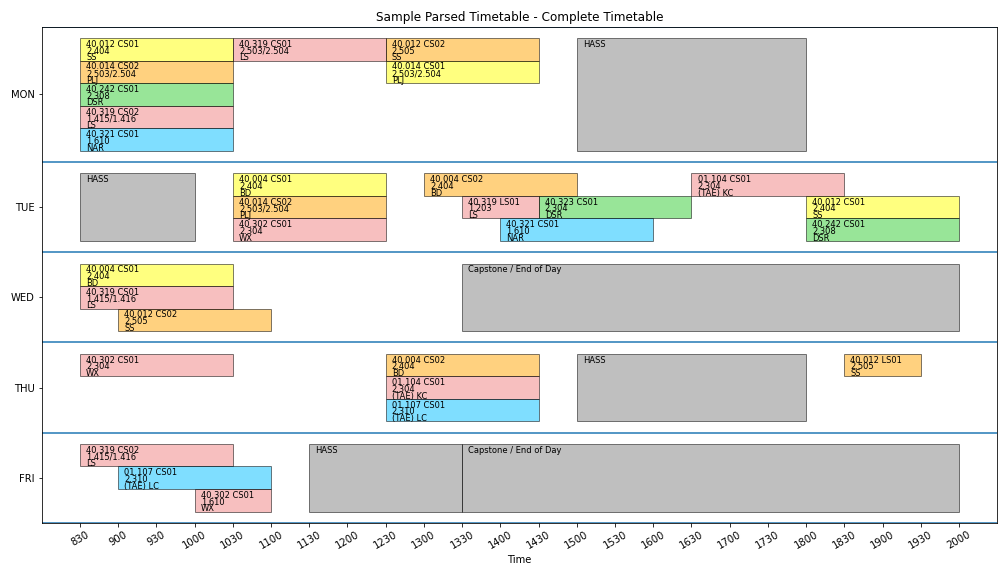 Sample Parsed Timetable - Complete Timetable
MON
40.012 CS01
2.404
SS
40.319 CS01
2.503/2.504
LS
40.012 CS02
2.505
SS
HASS
40.014 CS02
2.503/2.504
PLJ
40.014 CS01
2.503/2.504
PLJ
40.242 CS01
2.308
DSR
40.319 CS02
1.415/1.416
LS
40.321 CS01
1.610
NAR
TUE
HASS
40.004 CS01
2.404
BD
40.004 CS02
2.404
BD
01.104 CS01
2.304
(TAE) KC
40.014 CS02
2.503/2.504
PLJ
40.319 LS01
1.203
LS
40.323 CS01
2.304
DSR
40.012 CS01
2.404
SS
40.302 CS01
2.304
WX
40.321 CS01
1.610
NAR
40.242 CS01
2.308
DSR
WED
40.004 CS01
2.404
BD
Capstone / End of Day
40.319 CS01
1.415/1.416
LS
40.012 CS02
2.505
SS
THU
40.302 CS01
2.304
WX
40.004 CS02
2.404
BD
HASS
40.012 LS01
2.505
SS
01.104 CS01
2.304
(TAE) KC
01.107 CS01
2.310
(TAE) LC
FRI
40.319 CS02
1.415/1.416
LS
HASS
Capstone / End of Day
01.107 CS01
2.310
(TAE) LC
40.302 CS01
1.610
WX
830 900 930 1000 1030 1100 1130 1200 1230 1300 1330 1400 1430 1500 1530 1600 1630 1700 1730 1800 1830 1900 1930 2000
Time